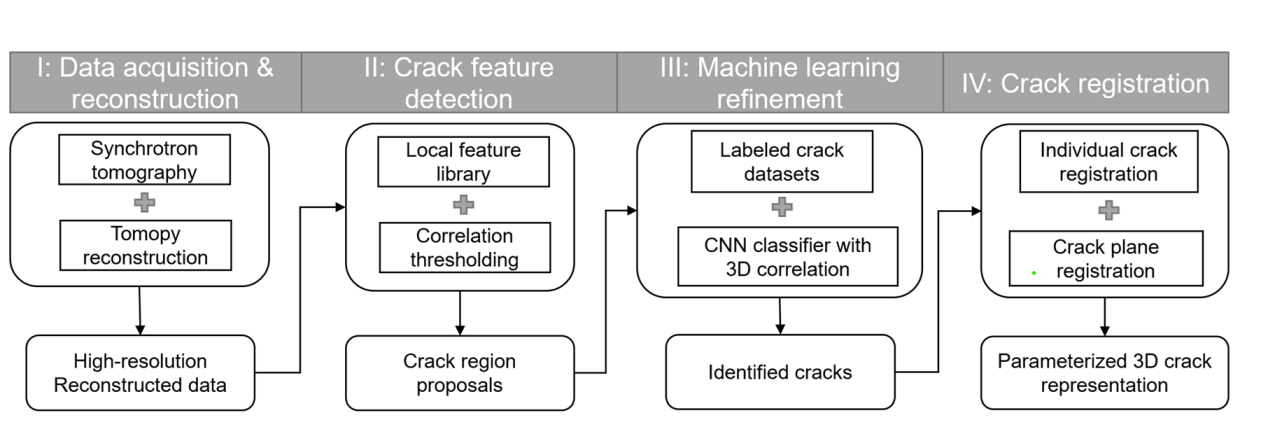 I: Data acquisition &
reconstruction
II: Crack feature
detection
III: Machine learning
refinement
IV: Crack registration
Synchrotron
tomography
Tomopy
reconstruction
High-resolution
Reconstructed data
Local feature
library
Correlation
thresholding
Crack region
proposals
Labeled crack
datasets
CNN classifier with
3D correlation
Identified cracks
Individual crack
registration
Crack plane
registration
Parameterized 3D crack
representation